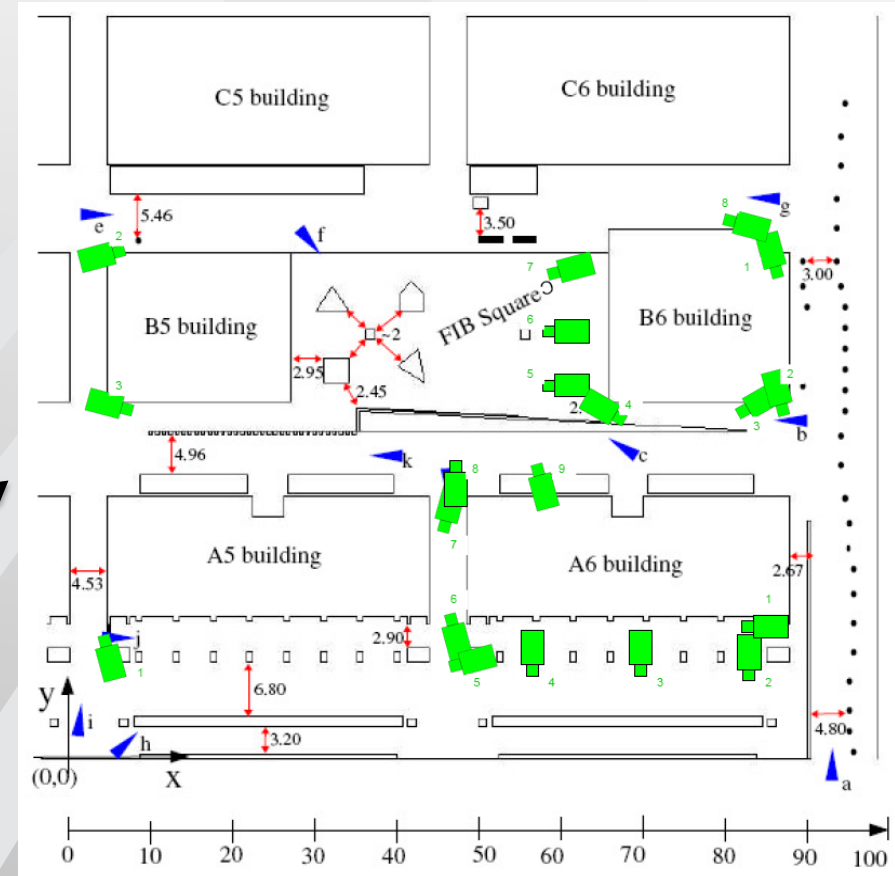 C5 building
C6 building
5.46
3.50
e
f
g
8
2
7
1
3.00
B5 building
FIB Square
B6 building
6
~2
2.95
5
2.45
3
2.
4
2
3
b
4.96
k
c
8
9
7
A5 building
A6 building
4.53
2.67
6
1
j
2.90
1
5
4
3
2
6.80
y
i
h
3.20
4.80
(0,0)
x
a
0 10 20 30 40 50 60 70 80 90 100